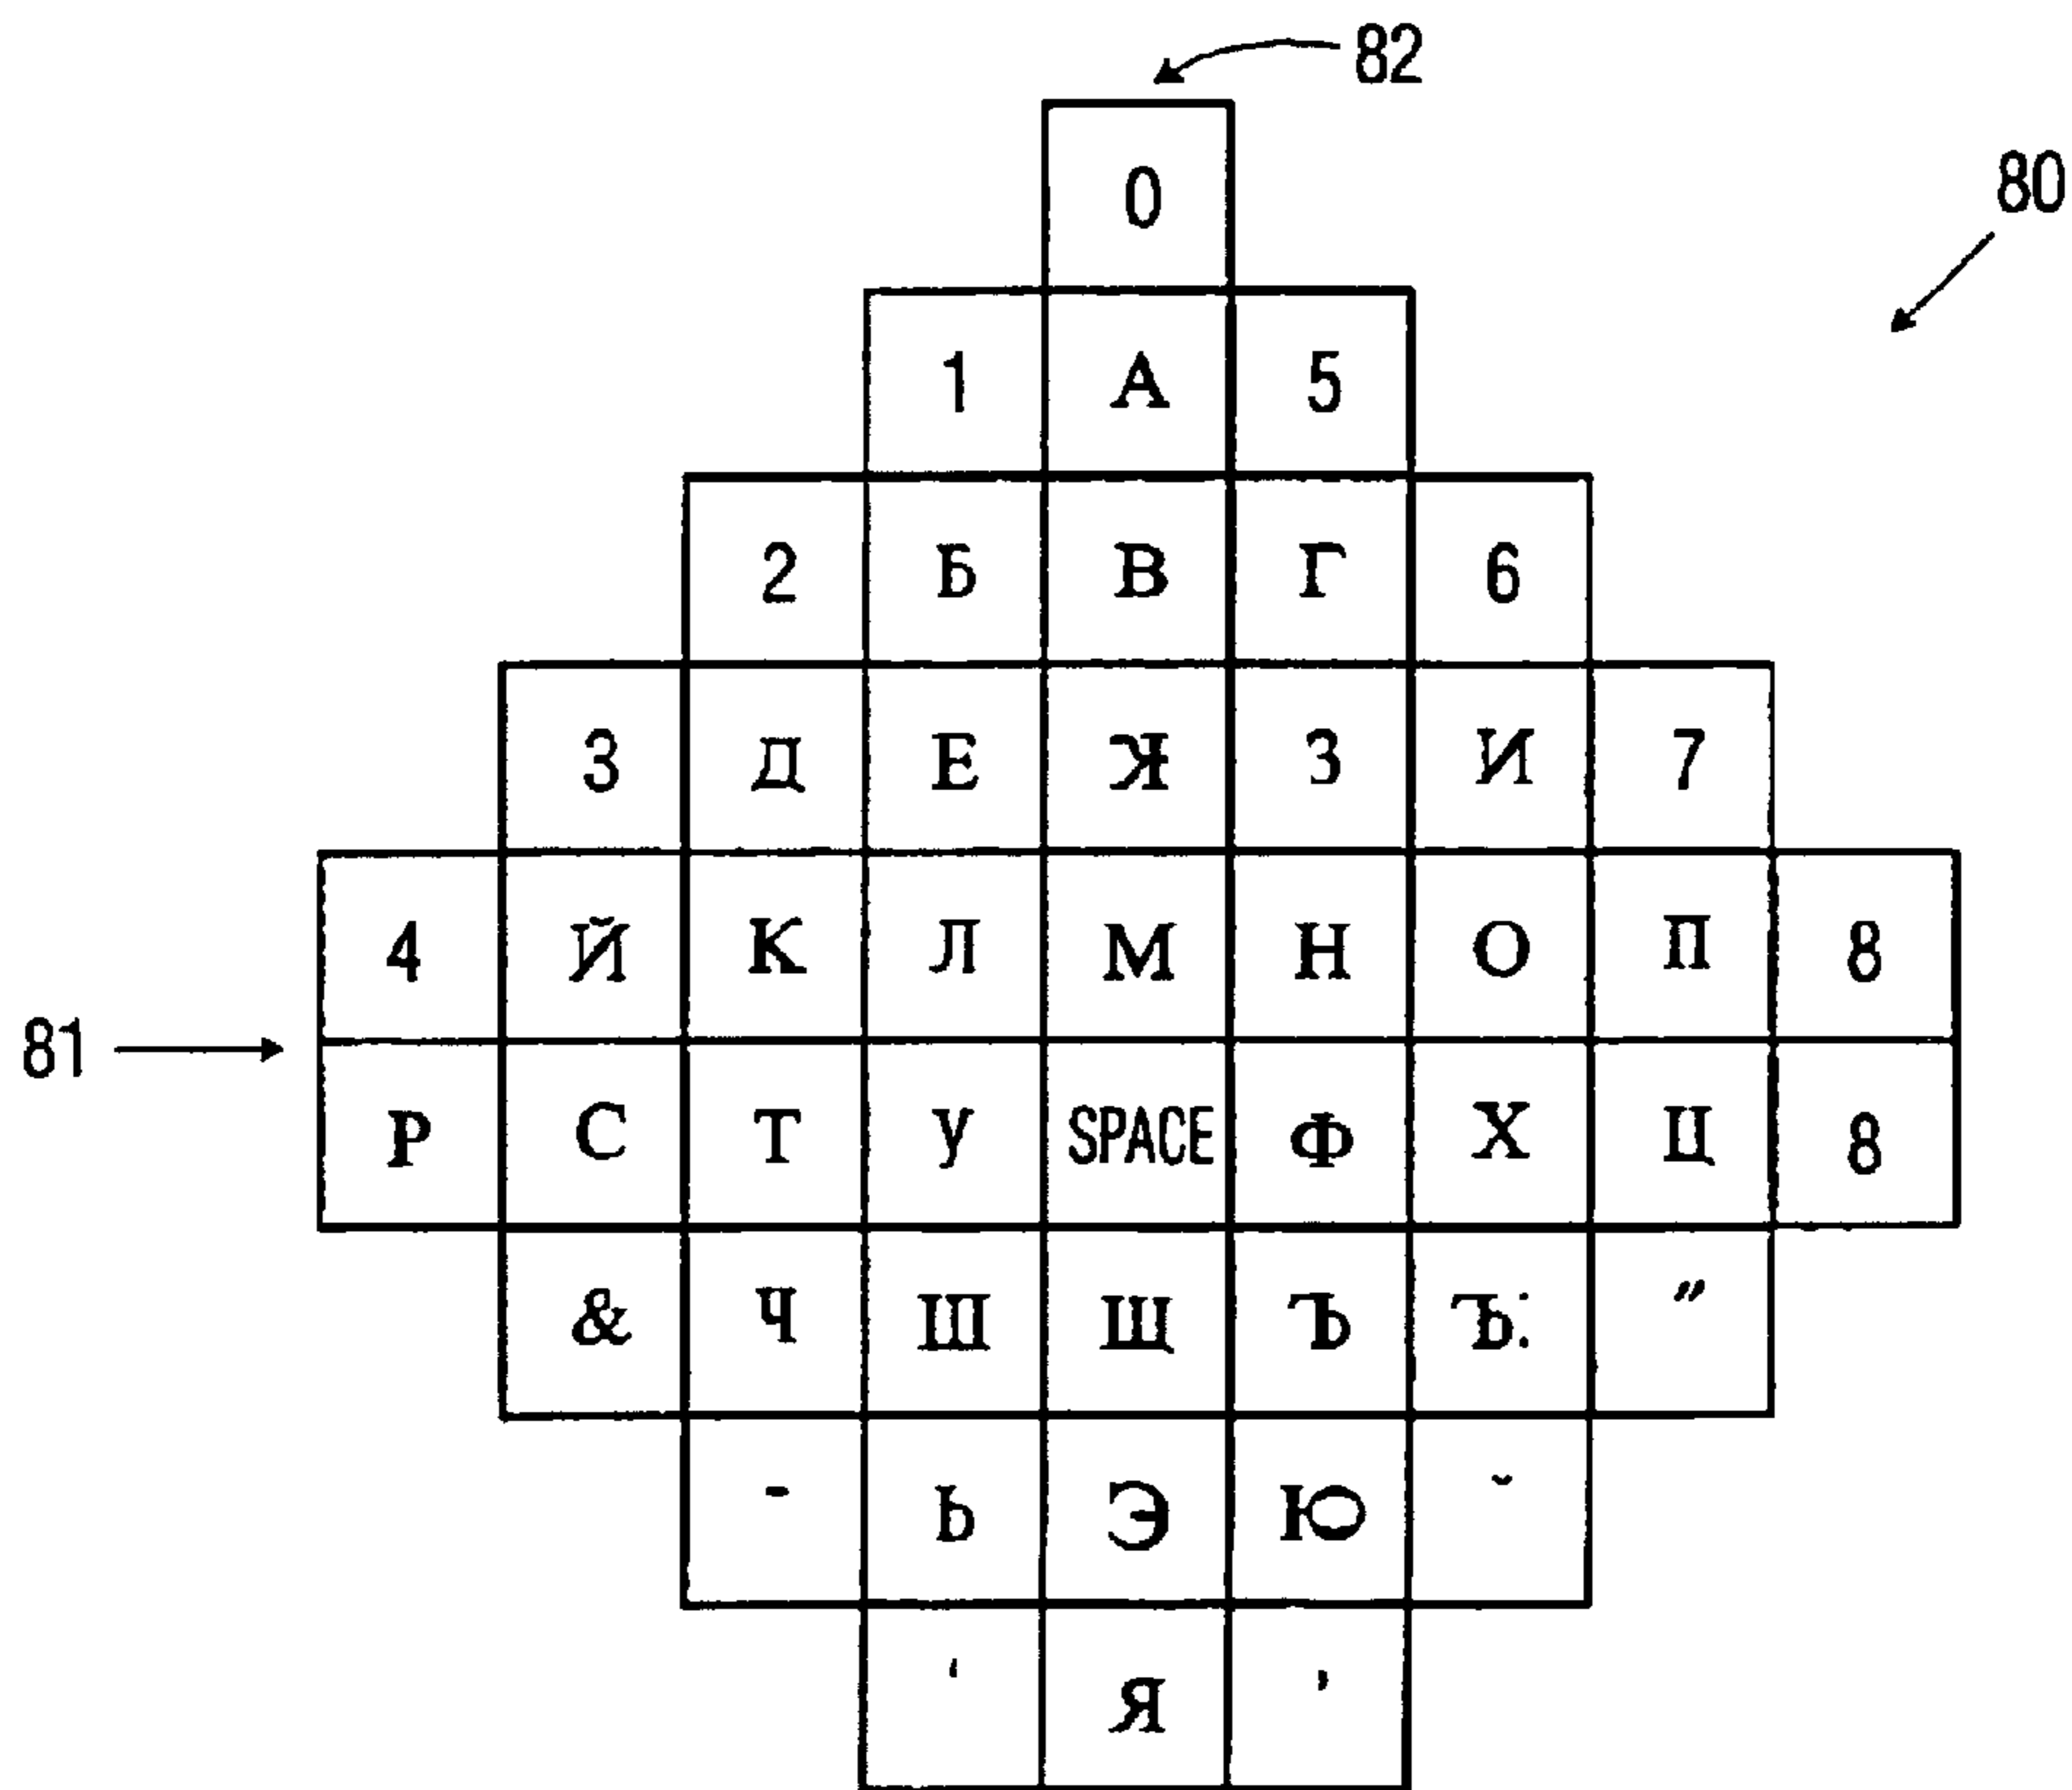 82
80
0
1 А 5
2 Б В Г 6
3 Д Е ꓘ З И 7
4 Й К Л М Н О П 8
81
Р С Т У SPACE Ф Х Ц 8
& Ч Ш Щ Ъ Ъ: ″
- Ь Э Ю ˘
‘ Я ’